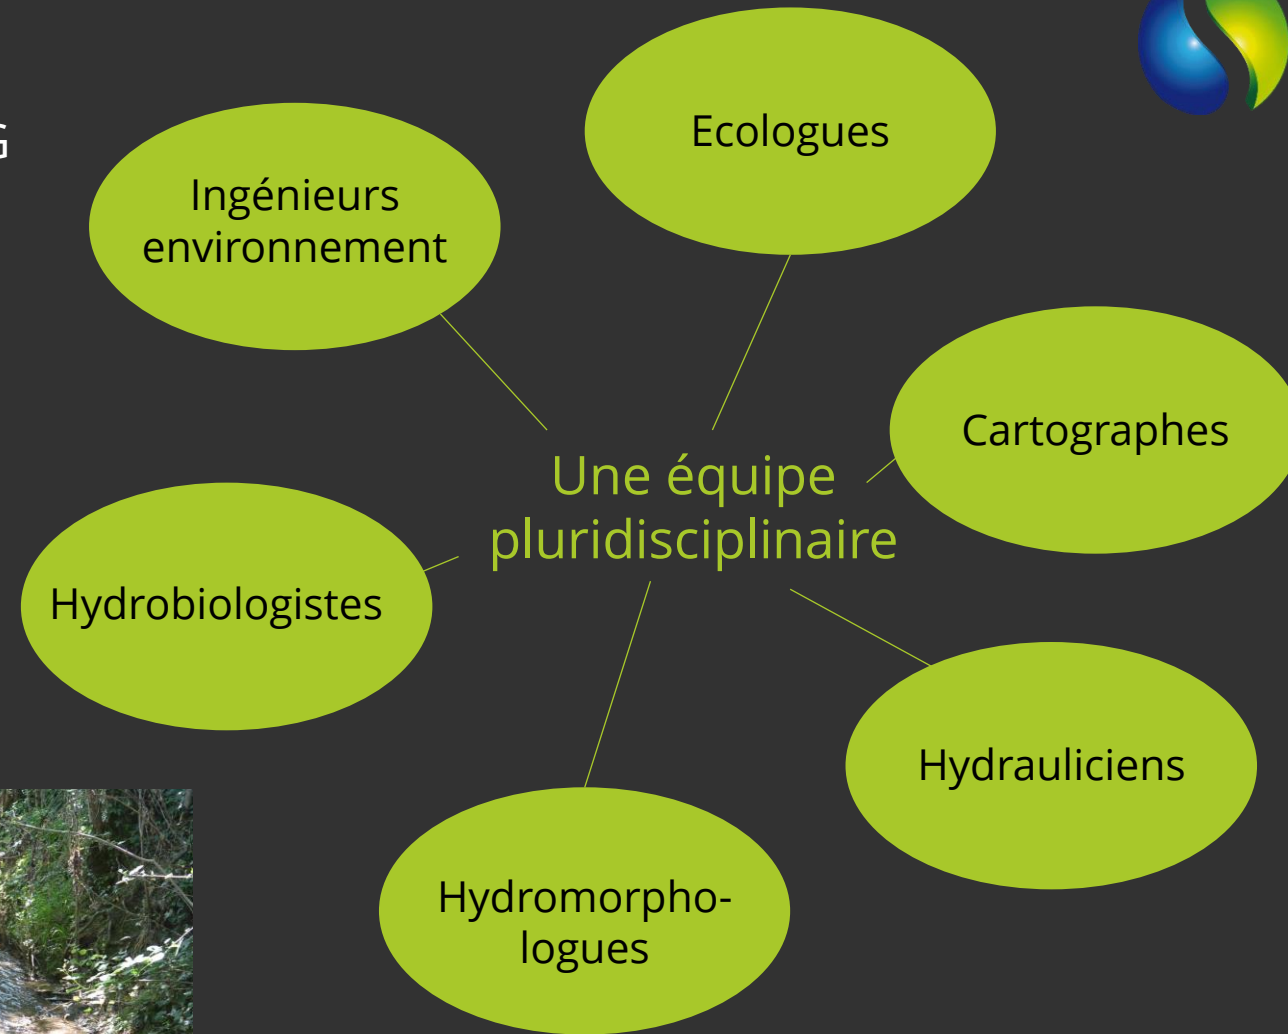 G
Ecologues
Ingénieurs
environnement
Cartographes
Une équipe
pluridisciplinaire
Hydrobiologistes
Hydrauliciens
Hydromorpho-
logues